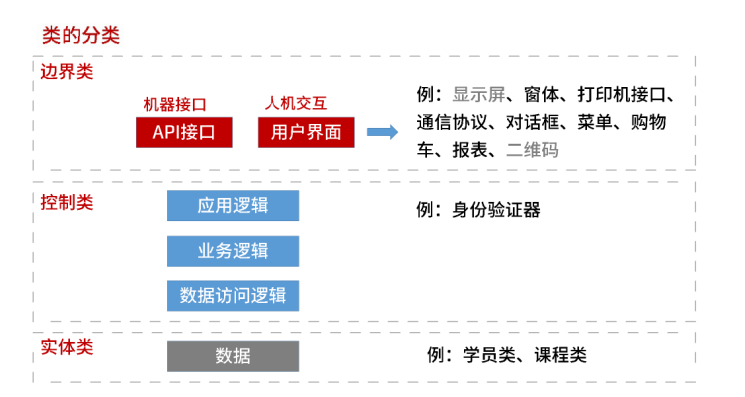 类的分类
边界类
机器接口
人机交互
API接口
用户界面
例：显示屏、窗体、打印机接口、
通信协议、对话框、菜单、购物
车、报表、二维码
控制类
应用逻辑
例：身份验证器
业务逻辑
数据访问逻辑
实体类
数据
例：学员类、课程类